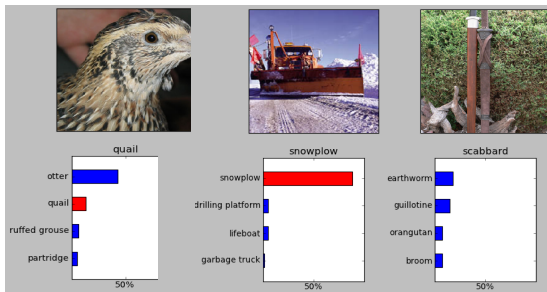 quail
otter
quail
ruffed grouse
partridge
50%
snowplow
snowplow
drilling platform
lifeboat
garbage truck
50%
scabbard
earthworm
guillotine
orangutan
broom
50%